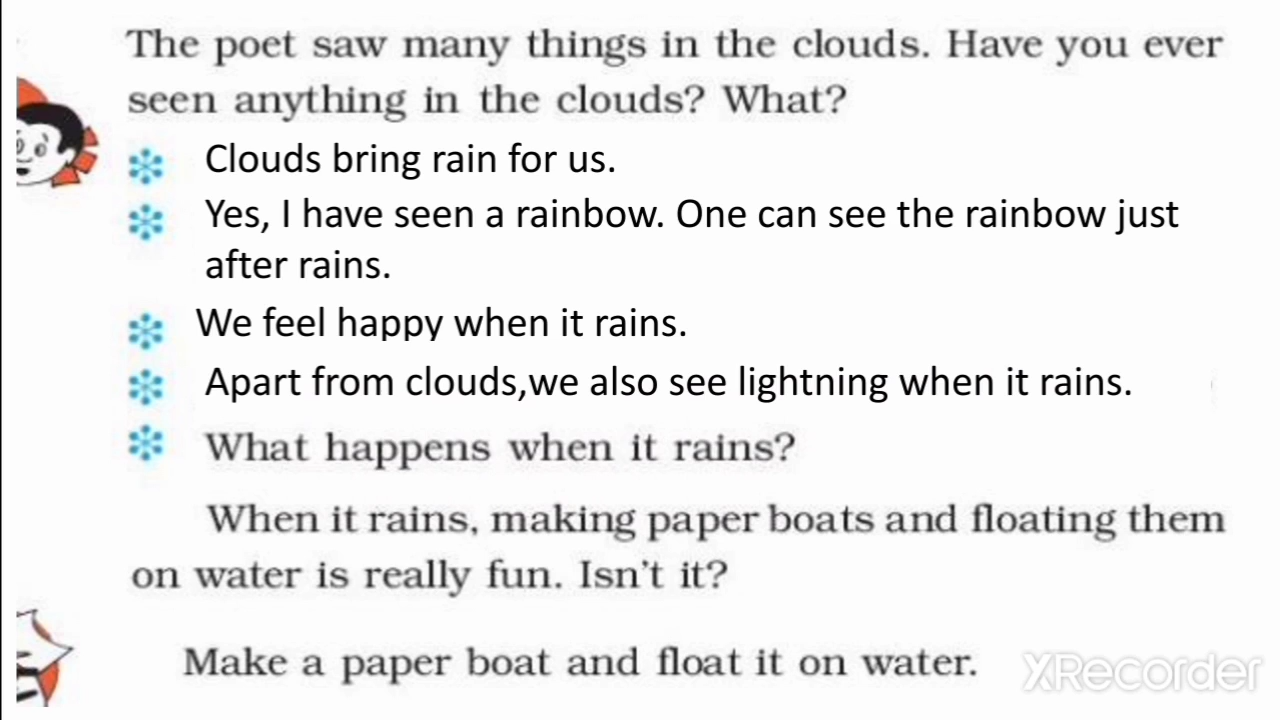 The poet saw many things in the clouds. Have you ever
seen anything in the clouds? What?
Clouds bring rain for us.
Yes, I have seen a rainbow. One can see the rainbow just
after rains.
We feel happy when it rains.
Apart from clouds,we also see lightning when it rains.
What happens when it rains?
When it rains, making paper boats and floating them
on water is really fun. Isn't it?
Make a paper boat and float it on water.
XRecorder